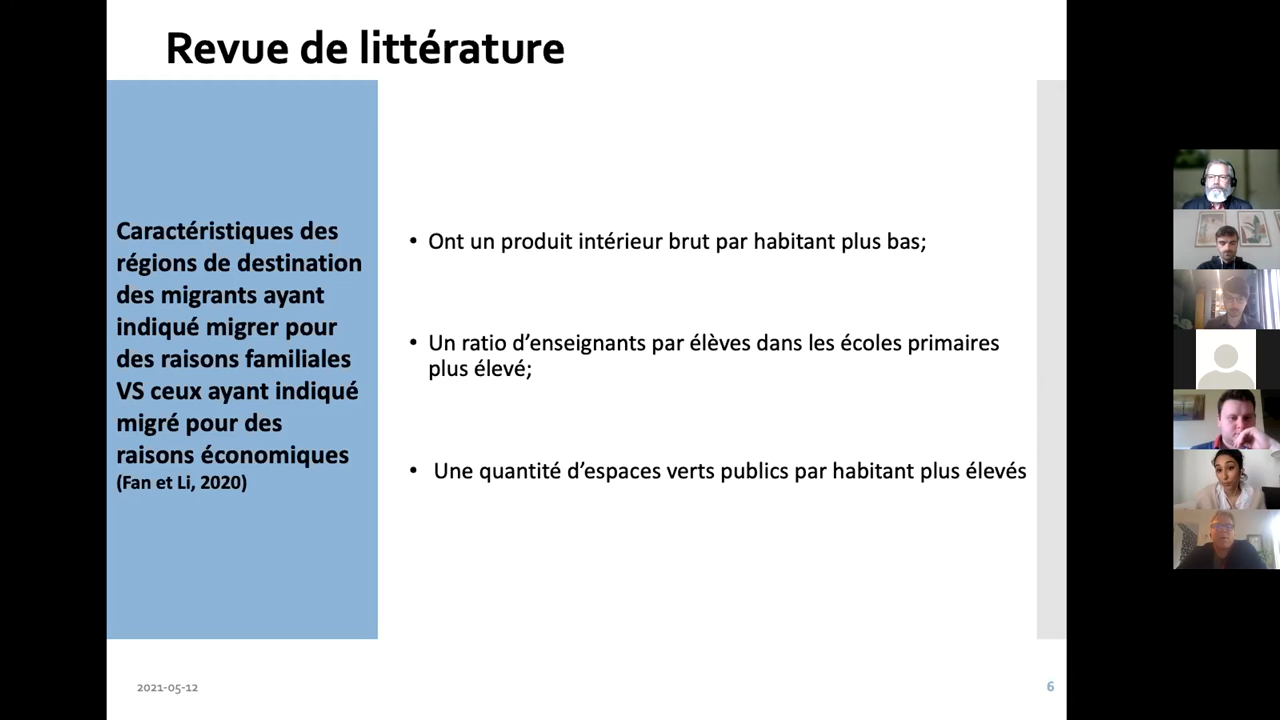 Revue de littérature
Caractéristiques des
régions de destination
des migrants ayant
indiqué migrer pour
des raisons familiales
VS ceux ayant indiqué
migré pour des
raisons économiques
(Fan et Li, 2020)
• Ont un produit intérieur brut par habitant plus bas;
• Un ratio d’enseignants par élèves dans les écoles primaires
plus élevé;
• Une quantité d’espaces verts publics par habitant plus élevés
2021-05-12
6